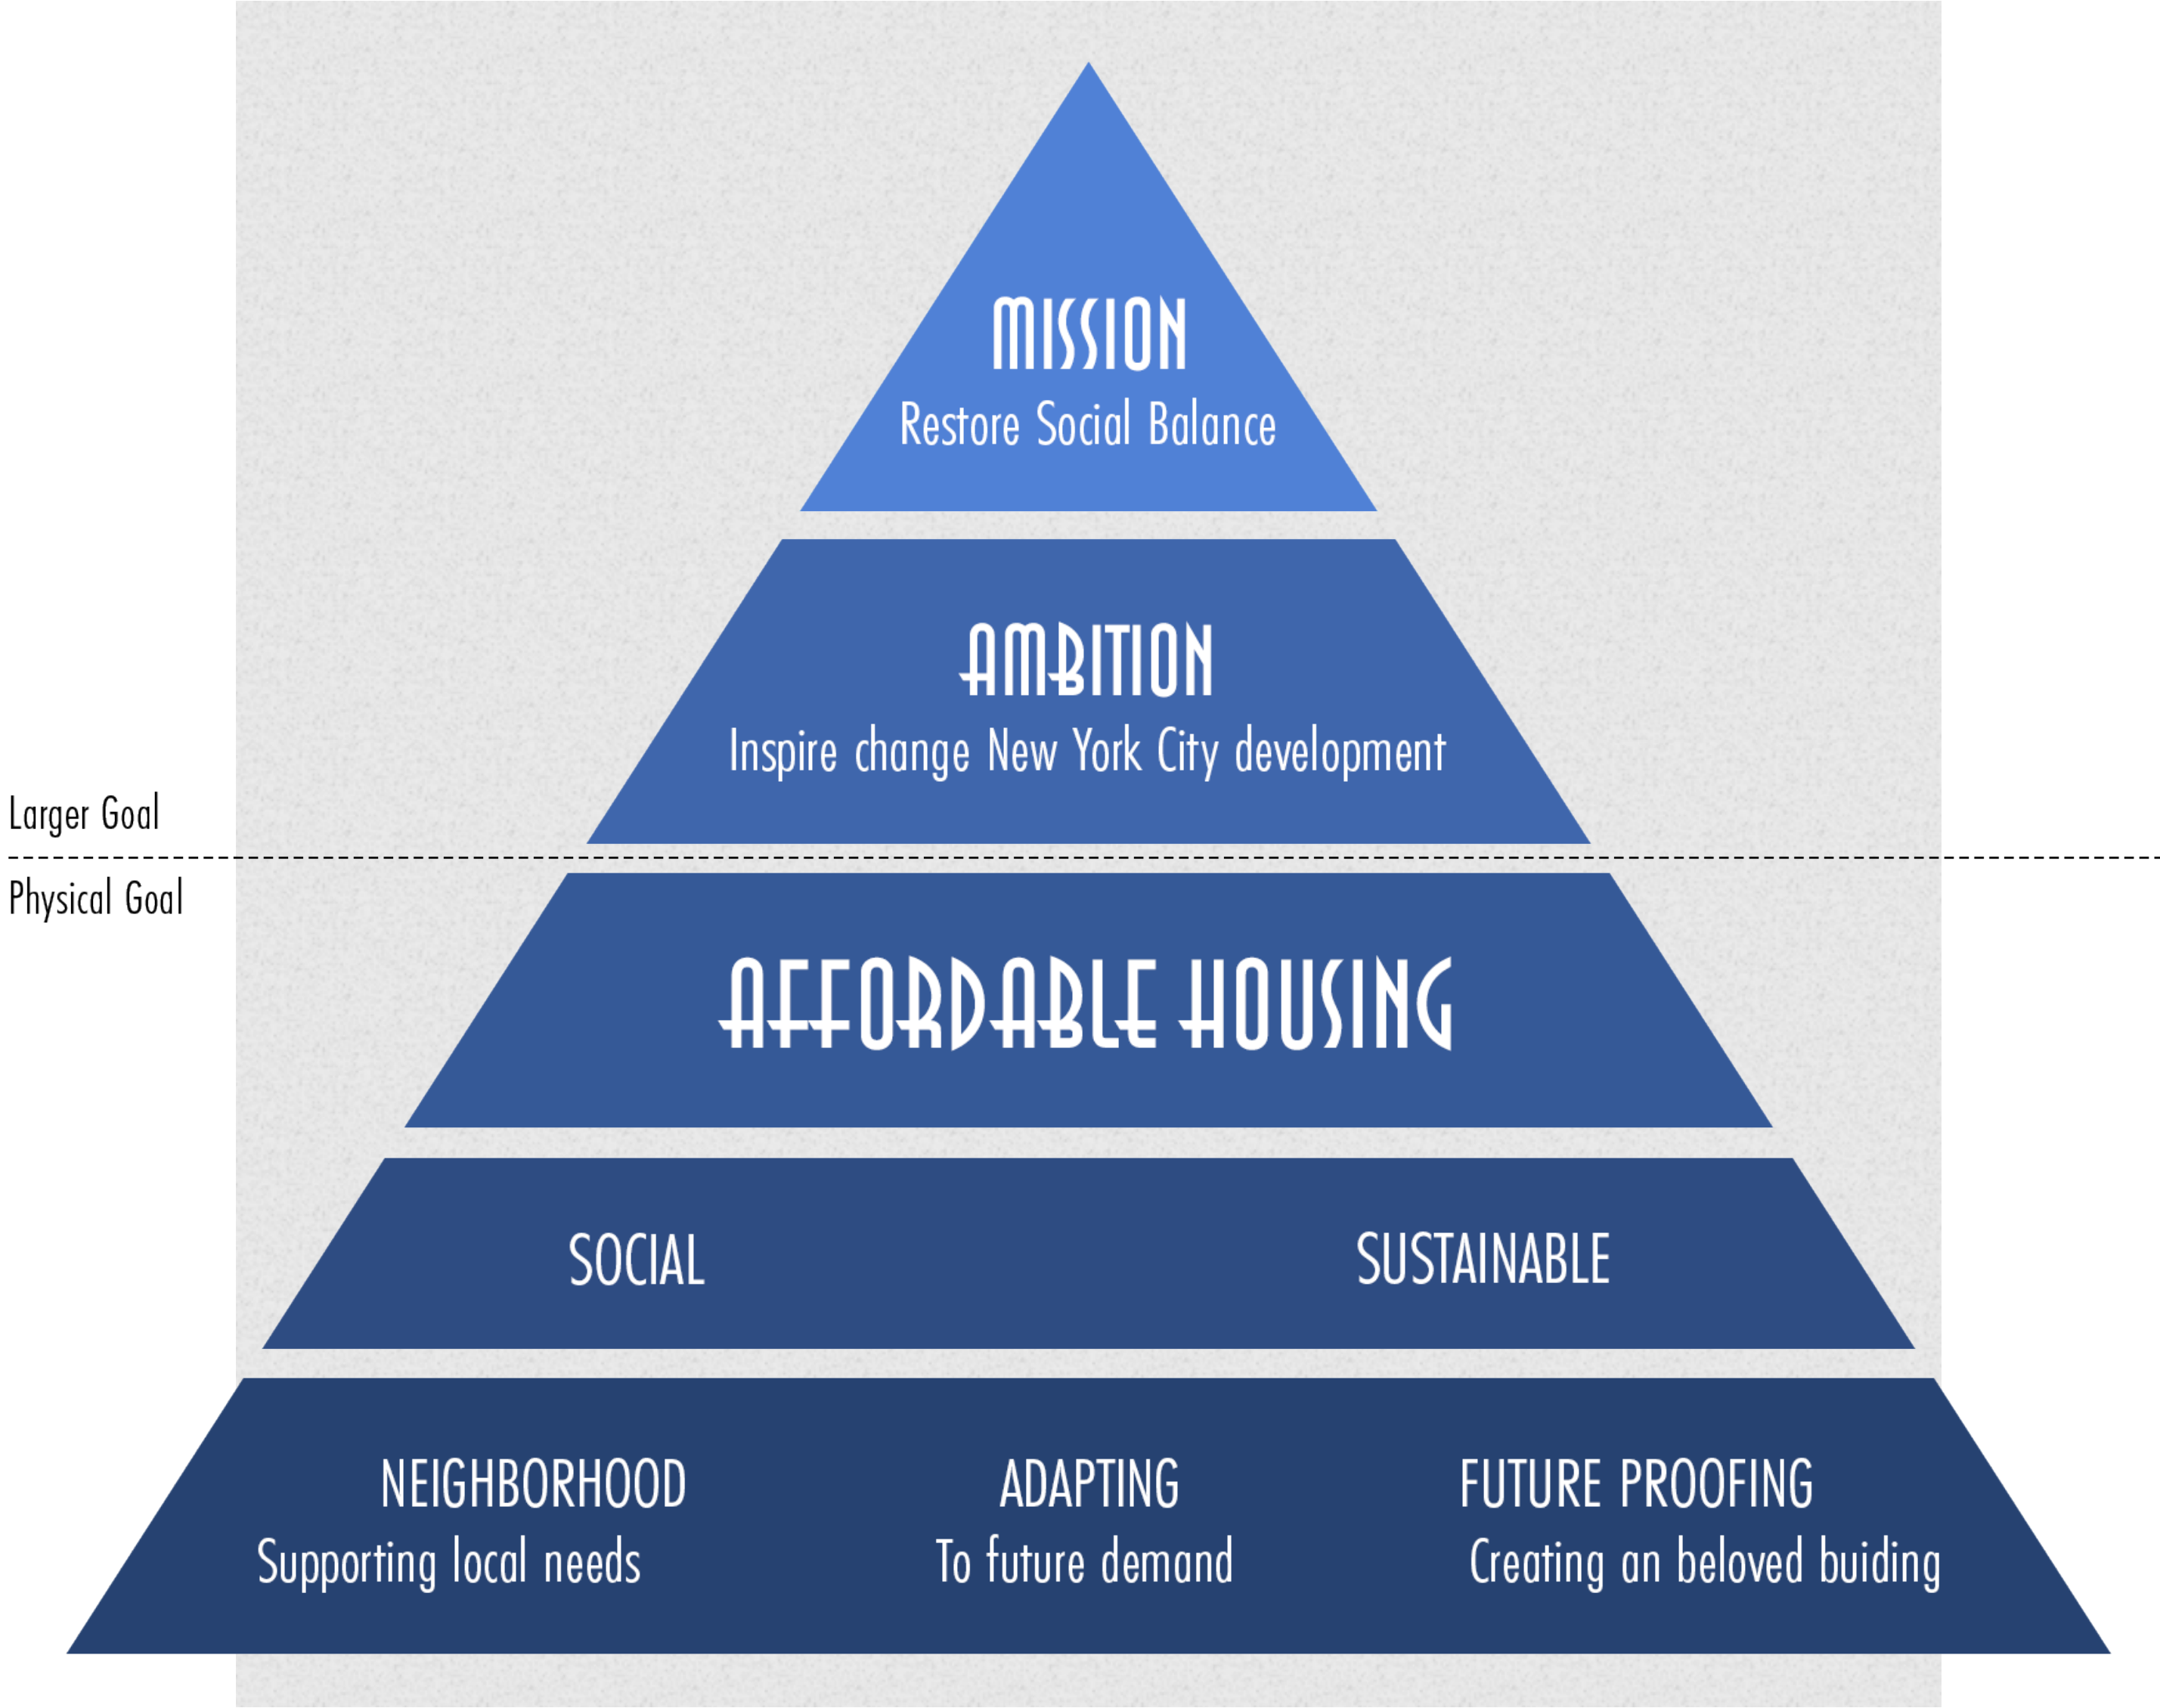 MISSION
Restore Social Balance
AMBITION
Inspire change New York City development
Larger Goal
Physical Goal
AFFORDABLE HOUSING
SOCIAL
SUSTAINABLE
NEIGHBORHOOD
Supporting local needs
ADAPTING
To future demand
FUTURE PROOFING
Creating an beloved buiding